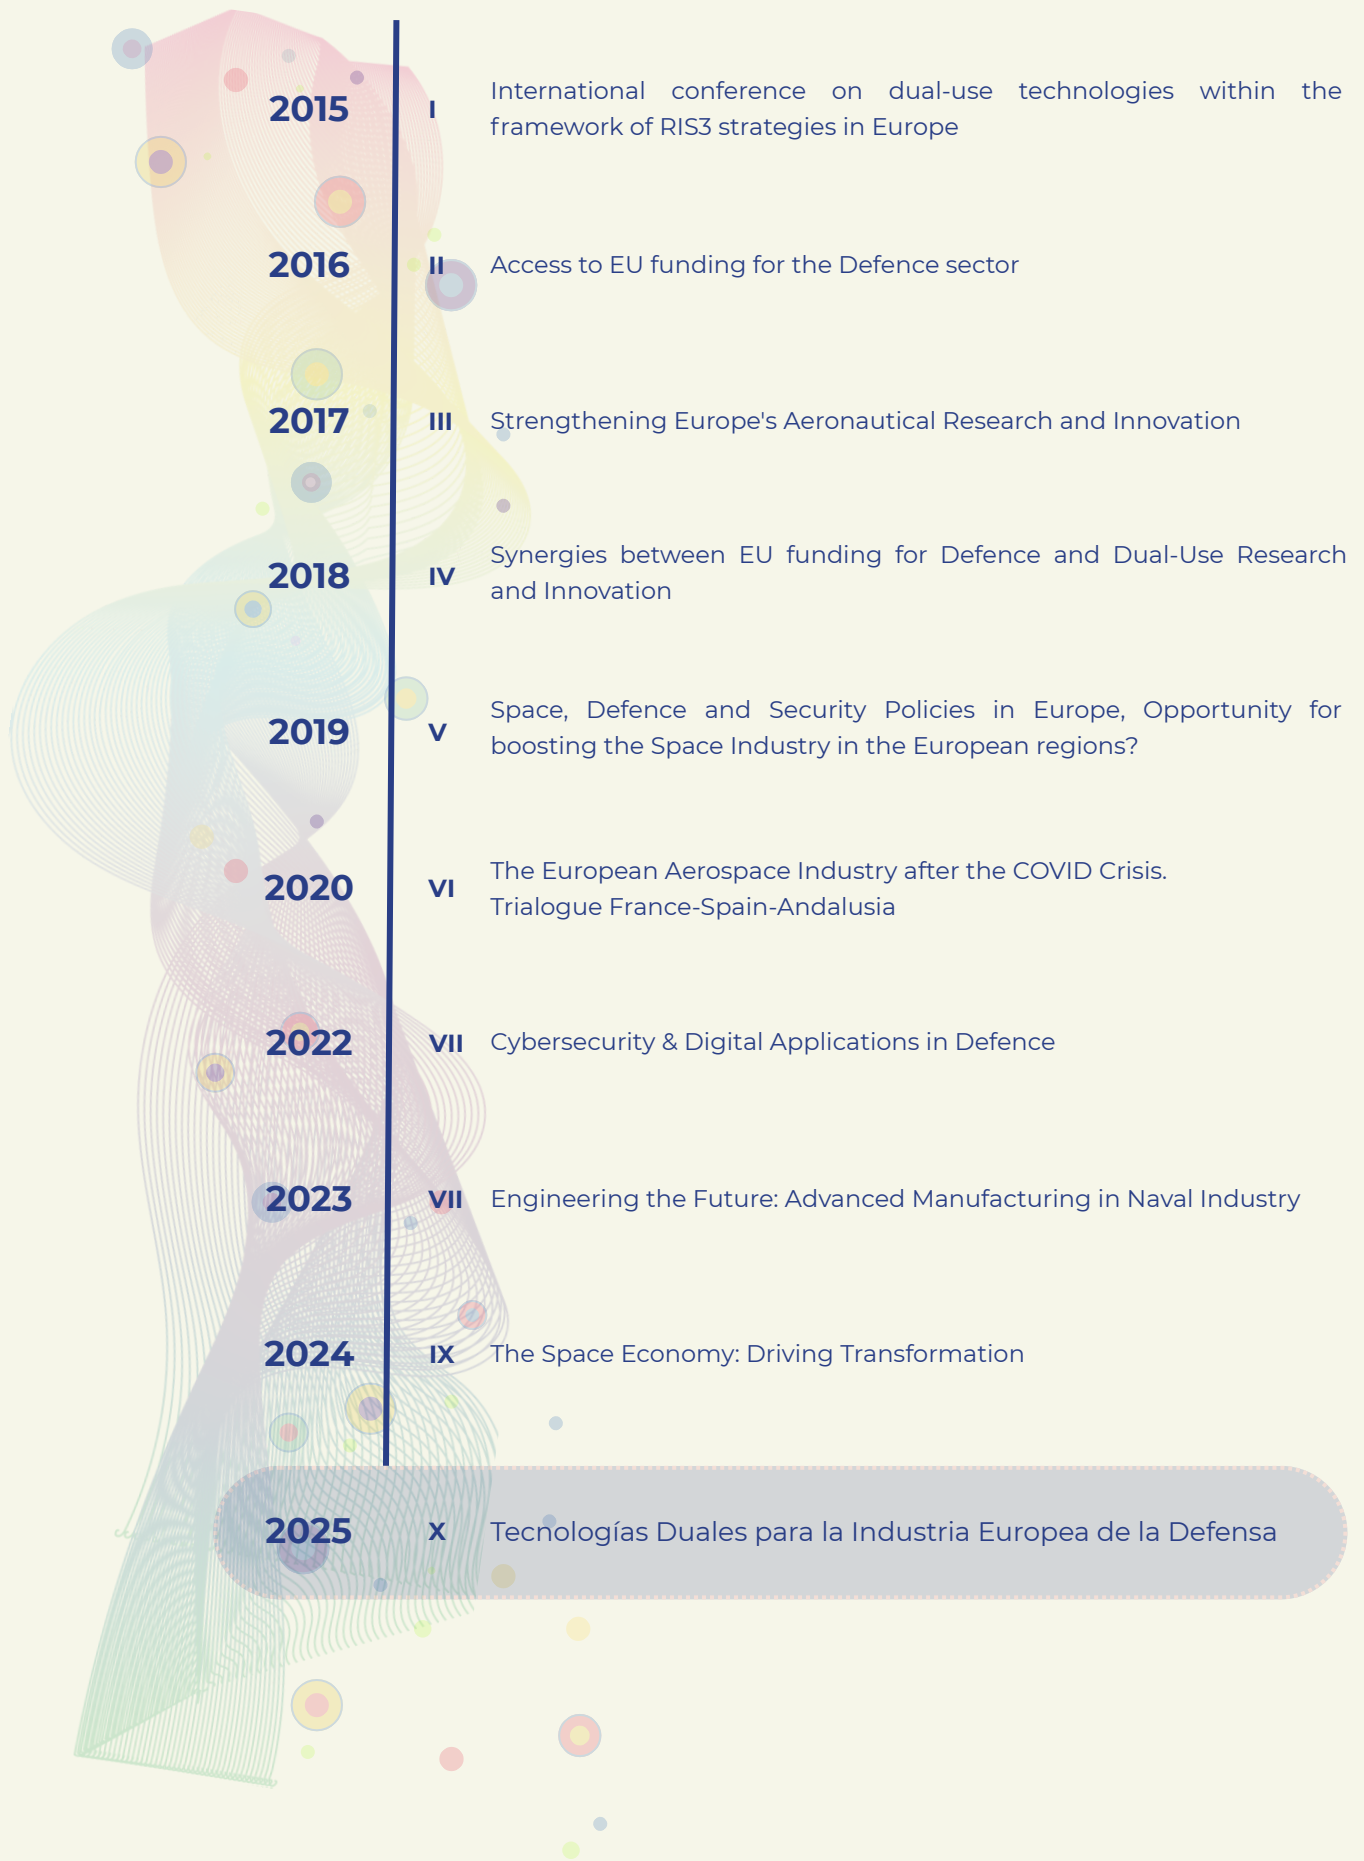 2015 I International conference on dual-use technologies within the
framework of RIS3 strategies in Europe
2016 II Access to EU funding for the Defence sector
2017 III Strengthening Europe's Aeronautical Research and Innovation
2018 IV Synergies between EU funding for Defence and Dual-Use Research
and Innovation
2019 V Space, Defence and Security Policies in Europe, Opportunity for
boosting the Space Industry in the European regions?
2020 VI The European Aerospace Industry after the COVID Crisis.
Trialogue France-Spain-Andalusia
2022 VII Cybersecurity & Digital Applications in Defence
2023 VII Engineering the Future: Advanced Manufacturing in Naval Industry
2024 IX The Space Economy: Driving Transformation
2025 X Tecnologías Duales para la Industria Europea de la Defensa